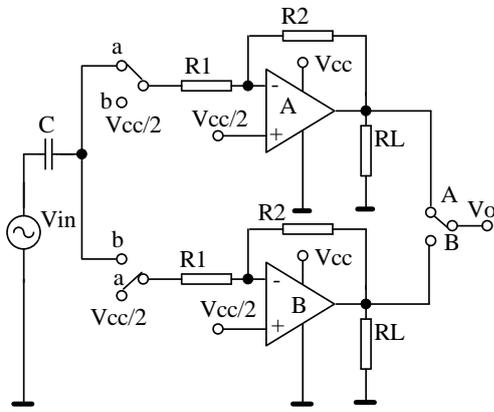 R2
a
R1
Vcc
-
A
b
Vcc/2
Vcc/2
+
C
RL
A
Vo
B
Vin
R2
b
R1
Vcc
-
a
B
Vcc/2
Vcc/2
+
RL